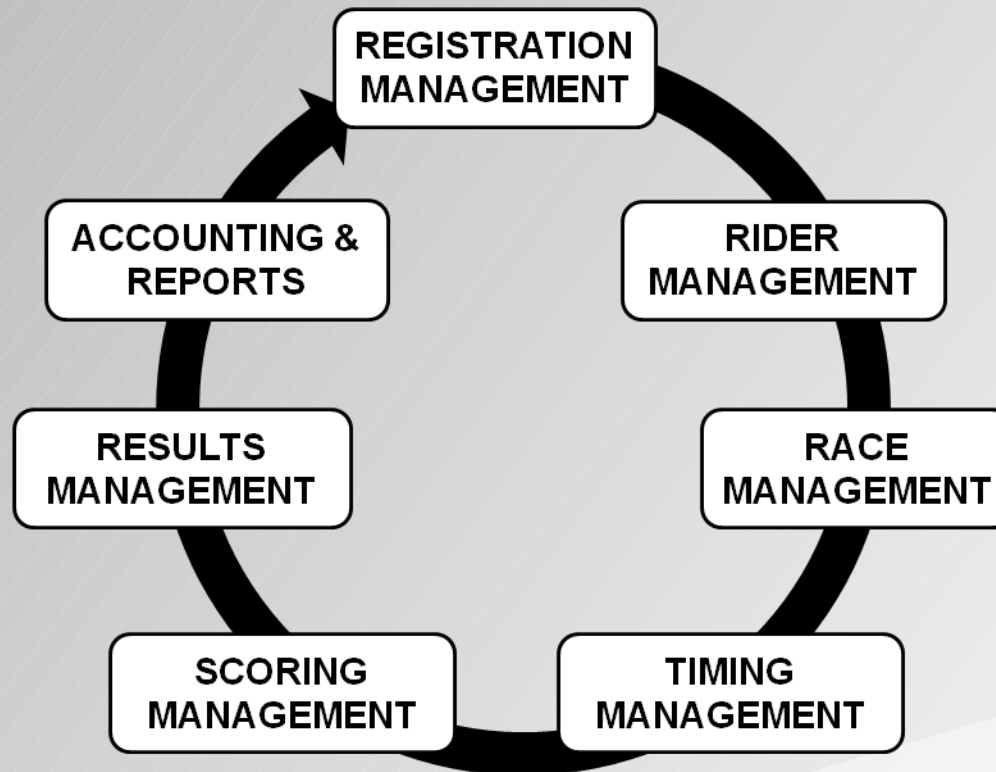 REGISTRATION
MANAGEMENT
RIDER
MANAGEMENT
RACE
MANAGEMENT
TIMING
MANAGEMENT
SCORING
MANAGEMENT
RESULTS
MANAGEMENT
ACCOUNTING &
REPORTS